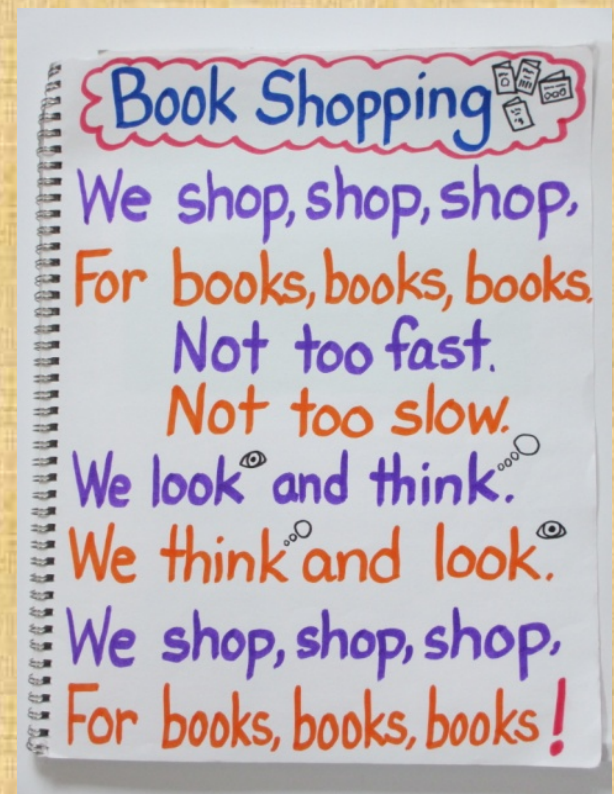 Book Shopping
We shop, shop, shop,
For books, books, books.
Not too fast.
Not too slow.
We look and think.
We think and look.
We shop, shop, shop,
For books, books, books!